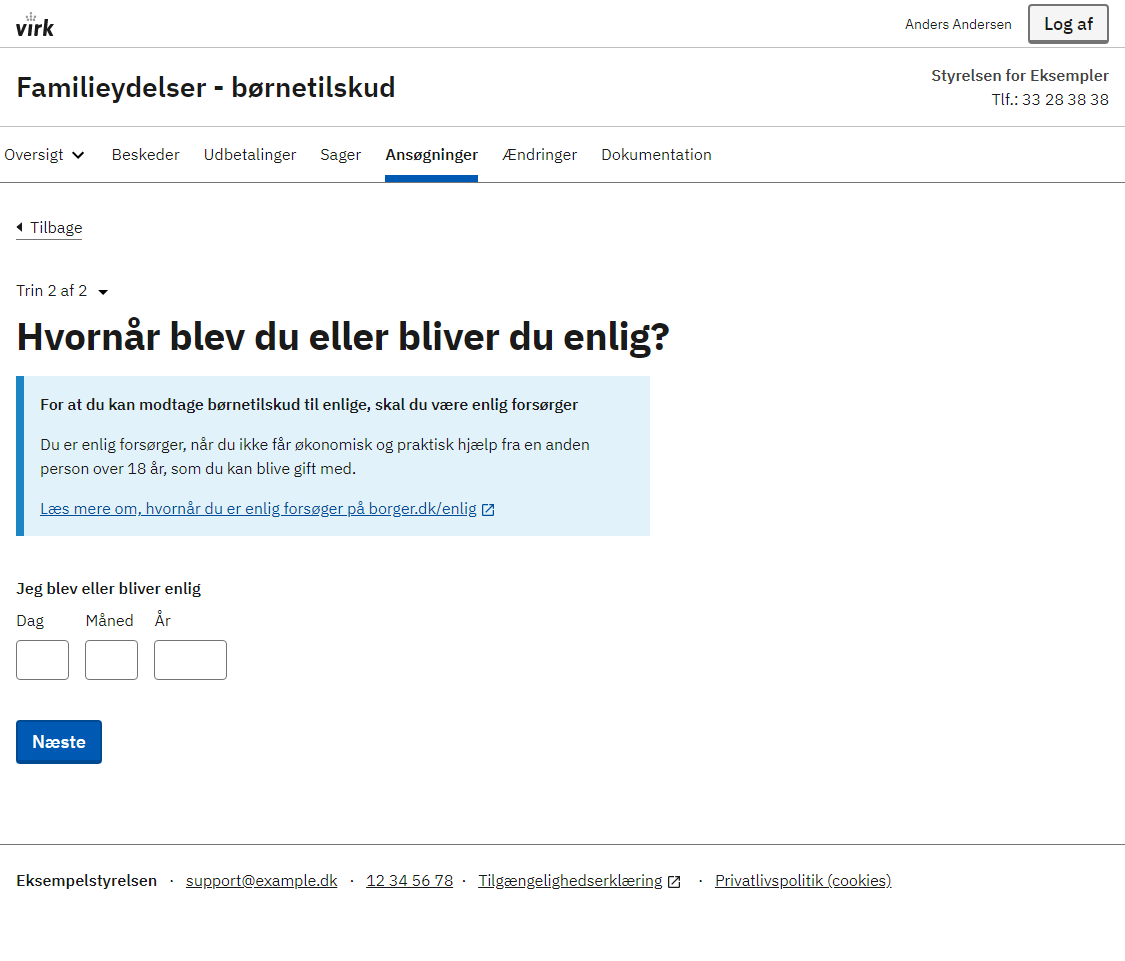 virk
Anders Andersen
Log af
Familieydelser - børnetilskud
Styrelsen for Eksempler
Tlf.: 33 28 38 38
Oversigt Beskeder Udbetalinger Sager Ansøgninger Ændringer Dokumentation
Tilbage
Trin 2 af 2
Hvornår blev du eller bliver du enlig?
For at du kan modtage børnetilskud til enlige, skal du være enlig forsørger
Du er enlig forsørger, når du ikke får økonomisk og praktisk hjælp fra en anden
person over 18 år, som du kan blive gift med.
Læs mere om, hvornår du er enlig forsøger på borger.dk/enlig
Jeg blev eller bliver enlig
Dag Måned År
Næste
Eksempelstyrelsen · support@example.dk · 12 34 56 78 · Tilgængelighedserklæring · Privatlivspolitik (cookies)